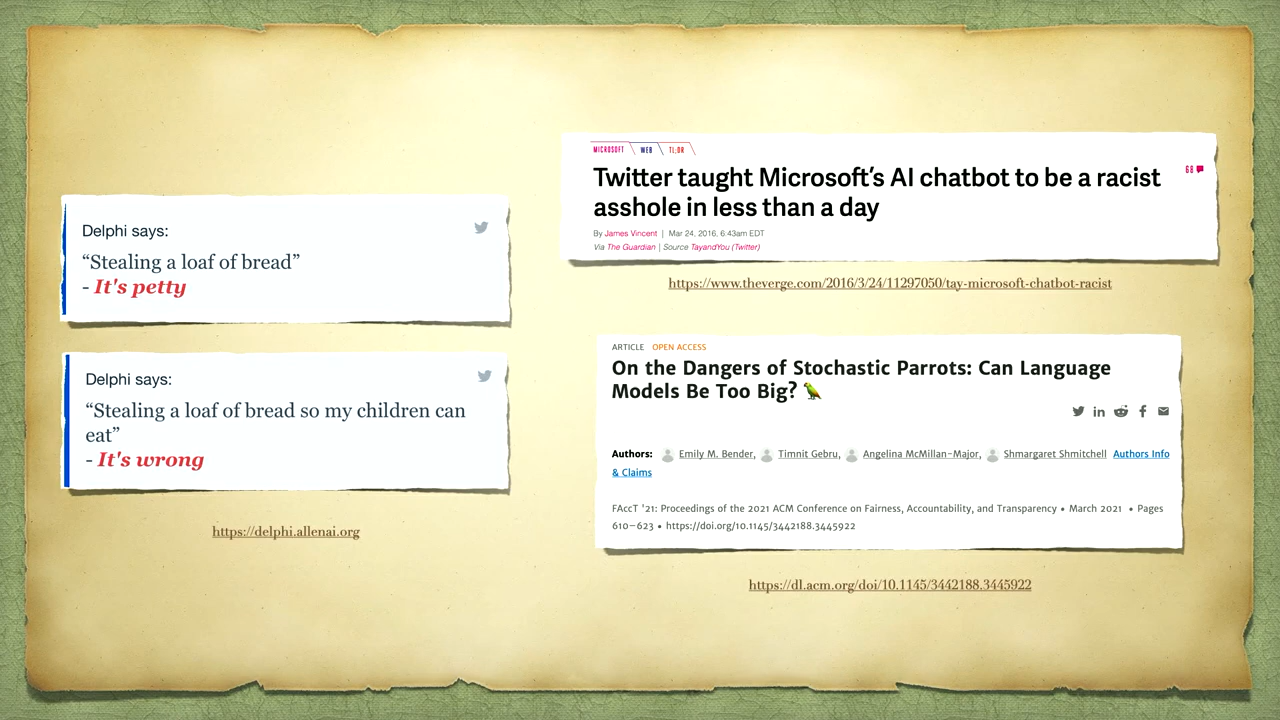 Delphi says:
“Stealing a loaf of bread”
- It's petty
Delphi says:
“Stealing a loaf of bread so my children can
eat”
- It's wrong
https://delphi.allenai.org
MICROSOFT WEB TL;DR
Twitter taught Microsoft’s AI chatbot to be a racist
asshole in less than a day
68
By James Vincent | Mar 24, 2016, 6:43am EDT
Via The Guardian | Source TayandYou (Twitter)
https://www.theverge.com/2016/3/24/11297050/tay-microsoft-chatbot-racist
ARTICLE OPEN ACCESS
On the Dangers of Stochastic Parrots: Can Language
Models Be Too Big? 🦜
Authors: Emily M. Bender, Timnit Gebru, Angelina McMillan-Major, Shmargaret Shmitchell Authors Info
& Claims
FAccT '21: Proceedings of the 2021 ACM Conference on Fairness, Accountability, and Transparency • March 2021 • Pages
610–623 • https://doi.org/10.1145/3442188.3445922
https://dl.acm.org/doi/10.1145/3442188.3445922